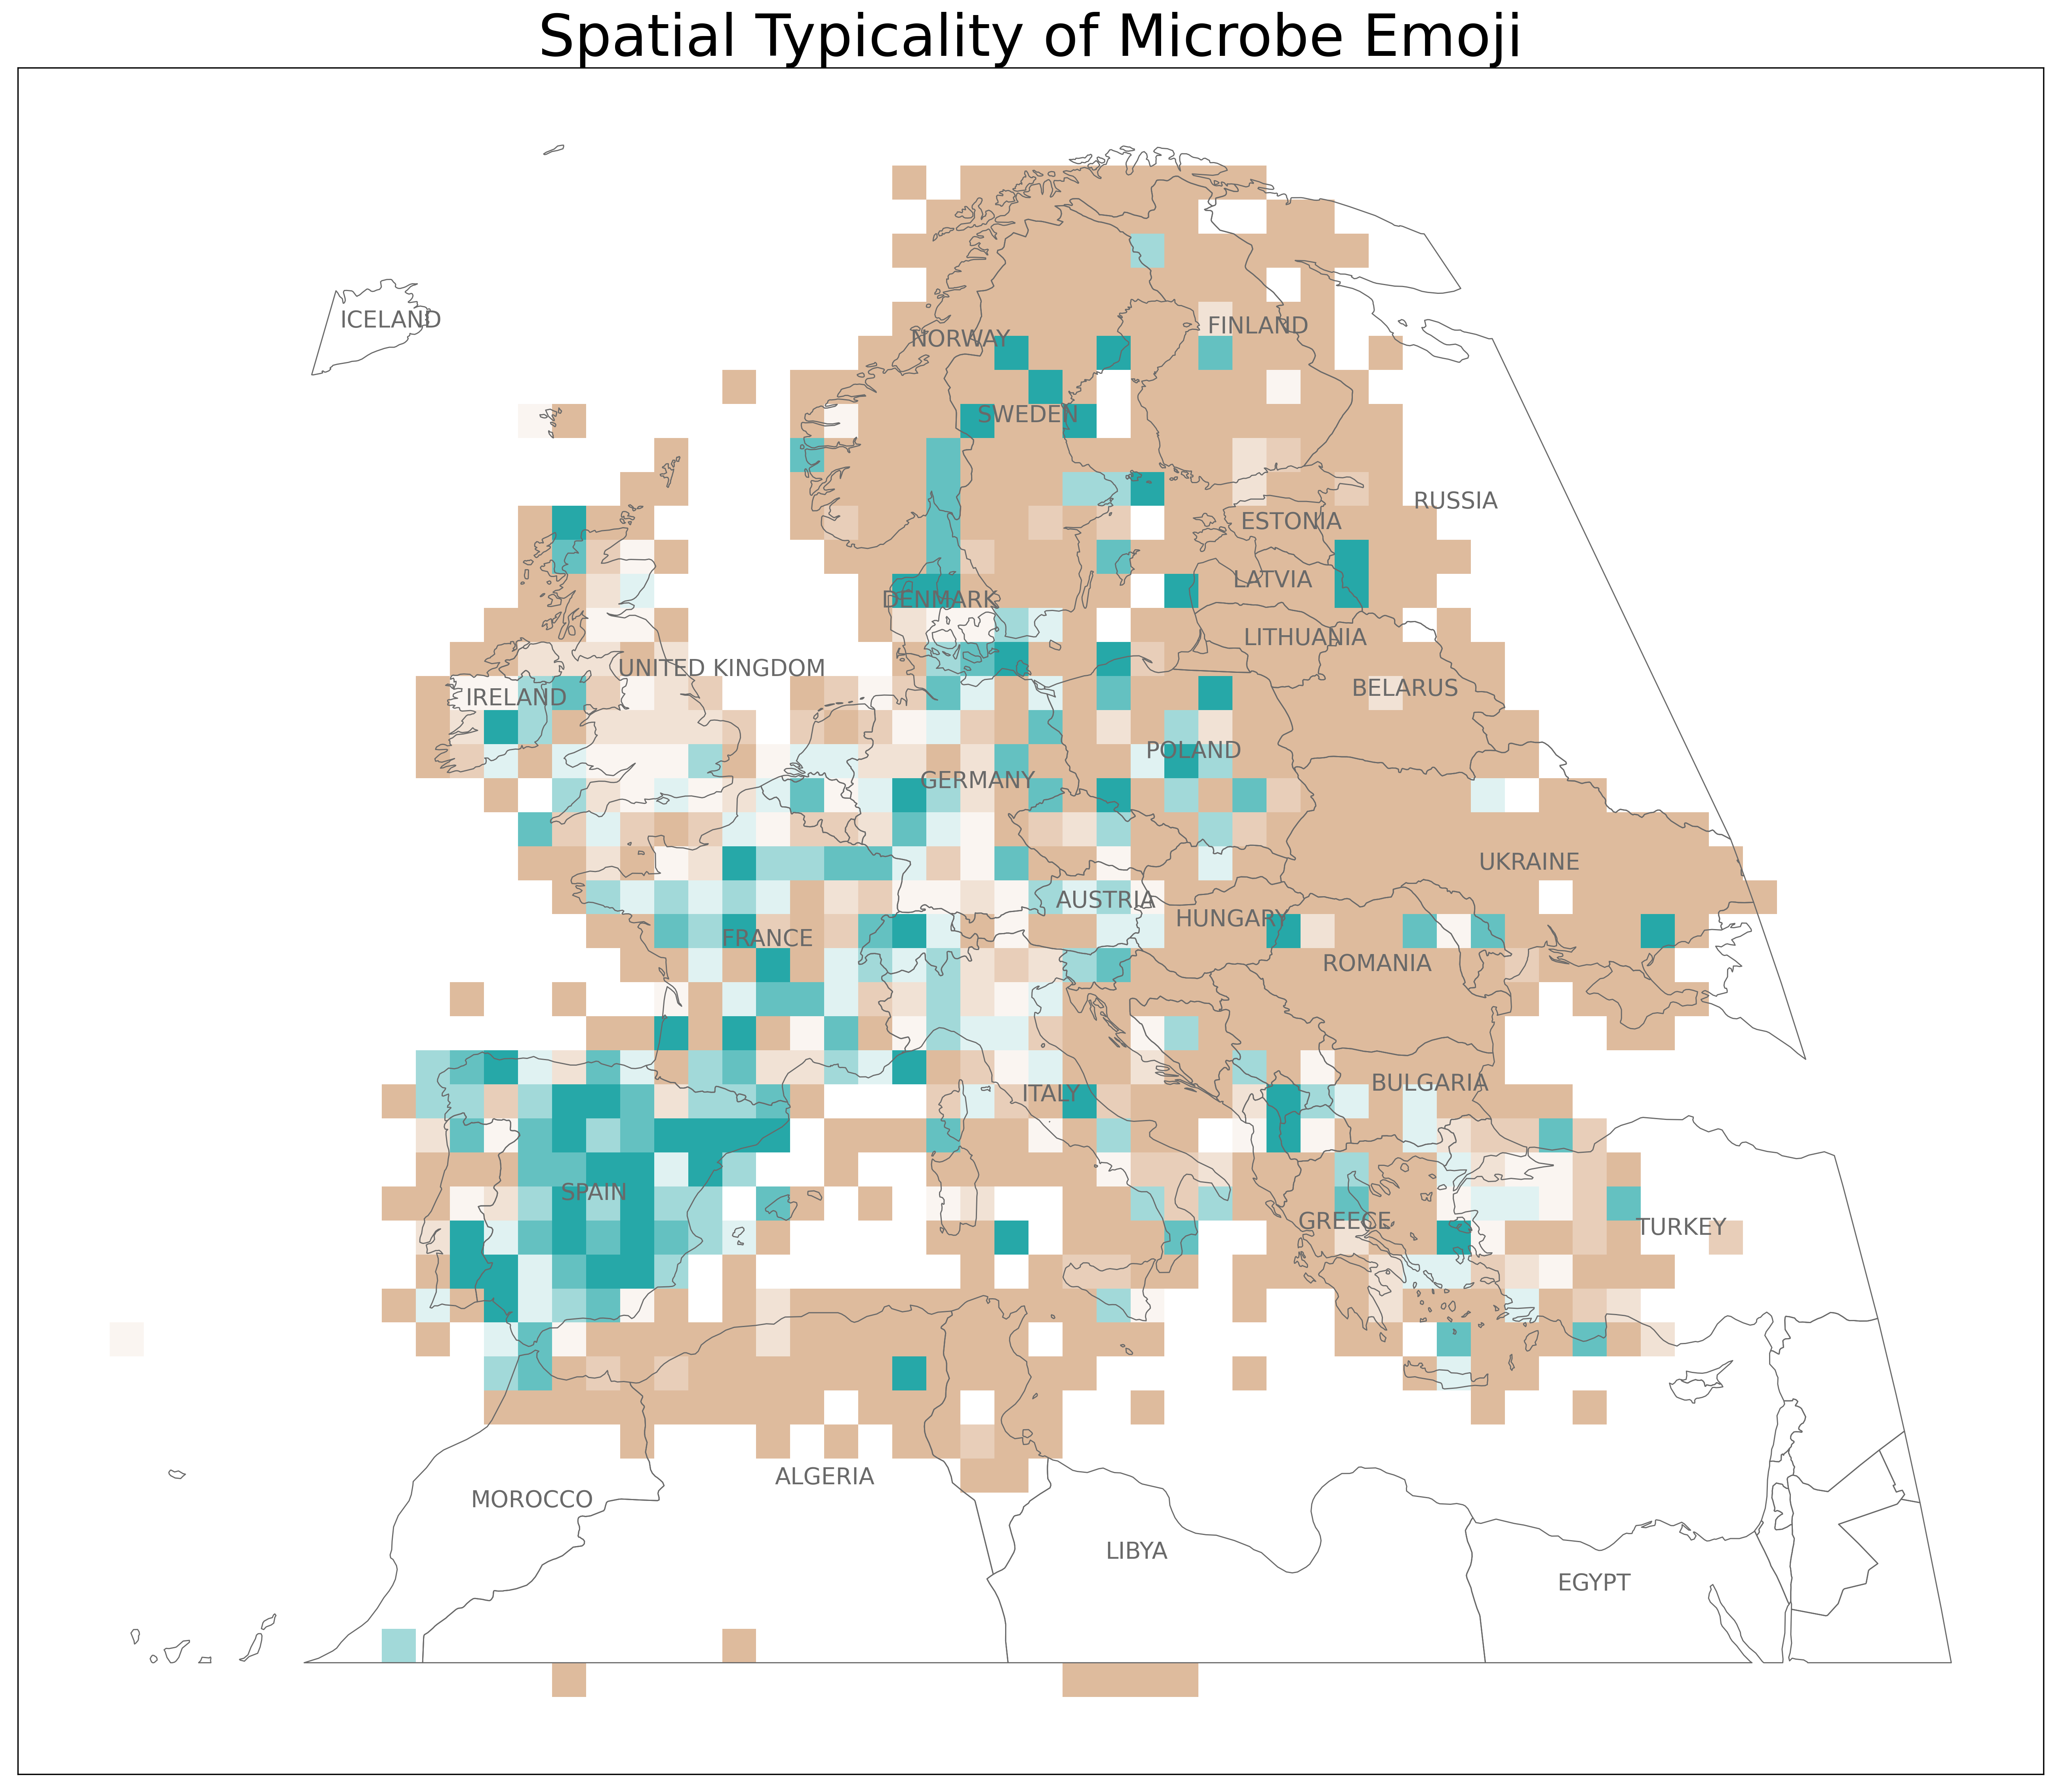 Spatial Typicality of Microbe Emoji
ICELAND
FINLAND
NORWAY
SWEDEN
RUSSIA
ESTONIA
LATVIA
DENMARK
LITHUANIA
UNITED KINGDOM
BELARUS
IRELAND
POLAND
GERMANY
UKRAINE
AUSTRIA
HUNGARY
FRANCE
ROMANIA
BULGARIA
ITALY
SPAIN
GREECE
TURKEY
ALGERIA
MOROCCO
LIBYA
EGYPT